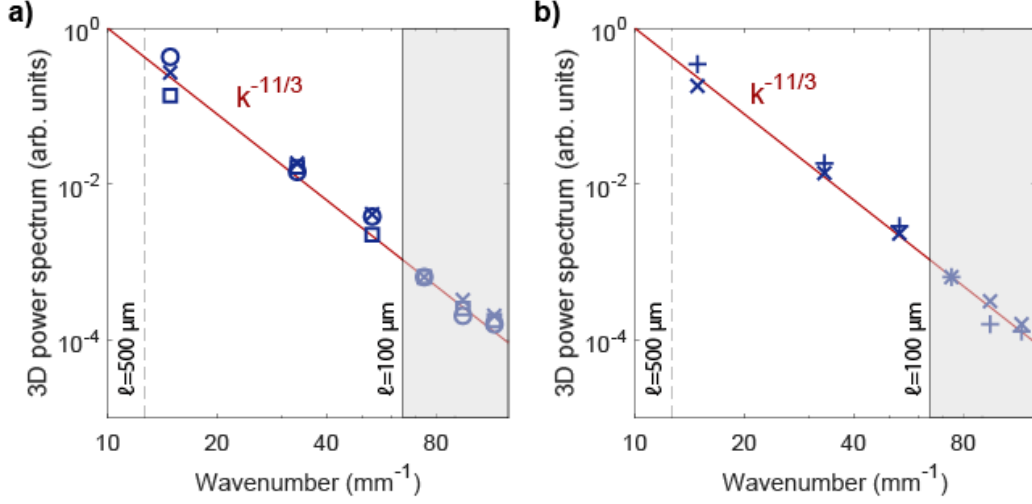 a)
3D power spectrum (arb. units)
10^0
10^-2
10^-4
k^-11/3
ℓ=500 µm
ℓ=100 µm
10
20
40
80
Wavenumber (mm^-1)
b)
3D power spectrum (arb. units)
10^0
10^-2
10^-4
k^-11/3
ℓ=500 µm
ℓ=100 µm
10
20
40
80
Wavenumber (mm^-1)